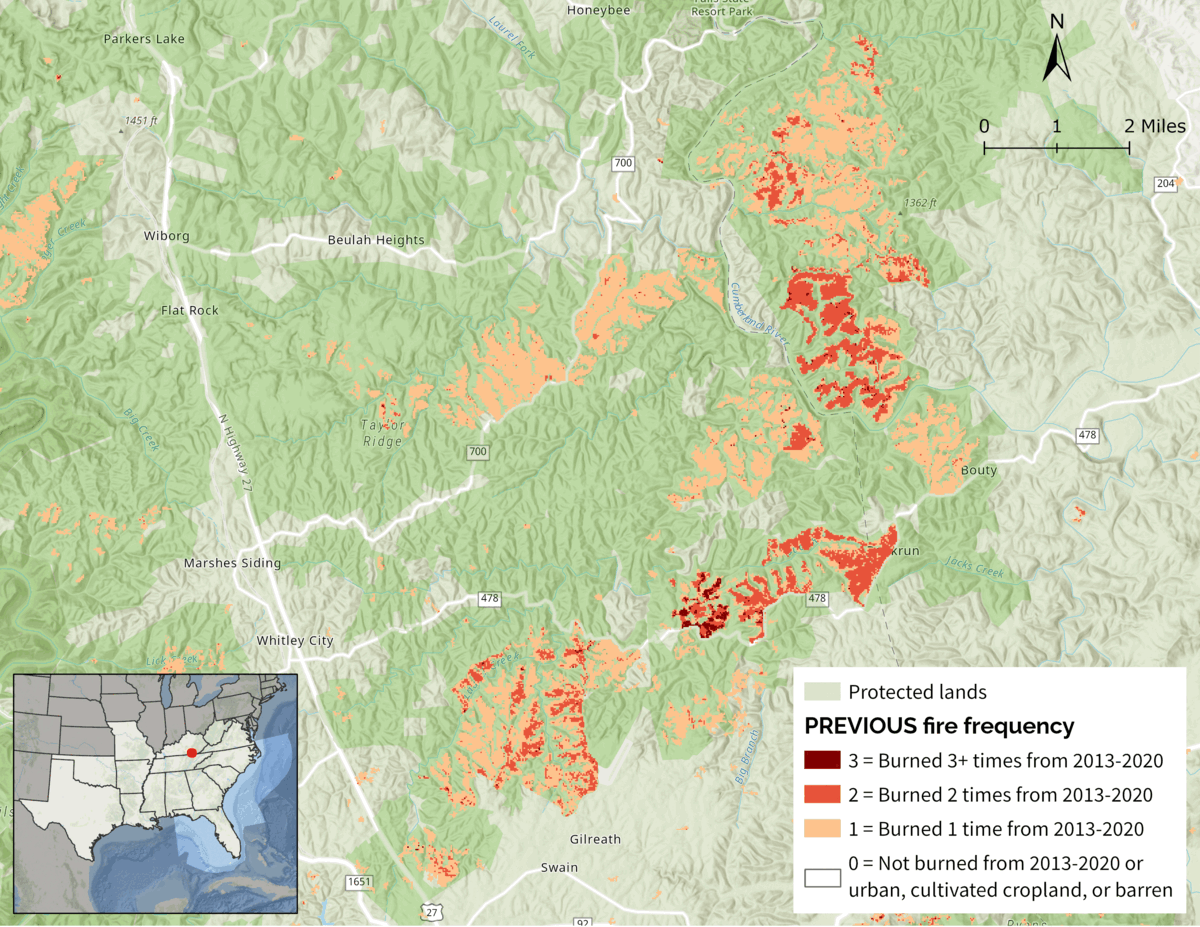 Honeybee
Resort Park
Parkers Lake
Laurel Fork
N
1451 ft
0 1 2 Miles
700
204
1362 ft
Creek
Wiborg
Beulah Heights
Flat Rock
Cumberland River
Big Creek
Taylor
Ridge
N Highway 27
700
478
Bouty
krun
Marshes Siding
Jacks Creek
478
478
Whitley City
Big Branch
Gilreath
Swain
1651
27
92
Protected lands
PREVIOUS fire frequency
3 = Burned 3+ times from 2013-2020
2 = Burned 2 times from 2013-2020
1 = Burned 1 time from 2013-2020
0 = Not burned from 2013-2020 or
urban, cultivated cropland, or barren